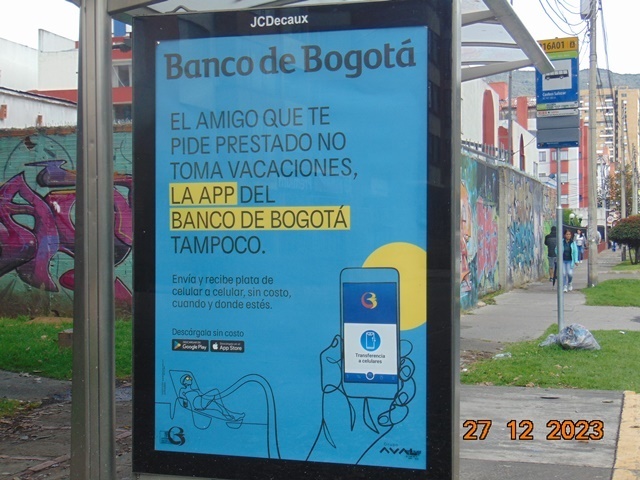 JCDecaux
Banco de Bogotá
EL AMIGO QUE TE
PIDE PRESTADO NO
TOMA VACACIONES,
LA APP DEL
BANCO DE BOGOTÁ
TAMPOCO.
Envía y recibe plata de
celular a celular, sin costo,
cuando y donde estés.
Descárgala sin costo
Google Play
App Store
Transferencia
a celulares
AVAL
16A01
27 12 2023